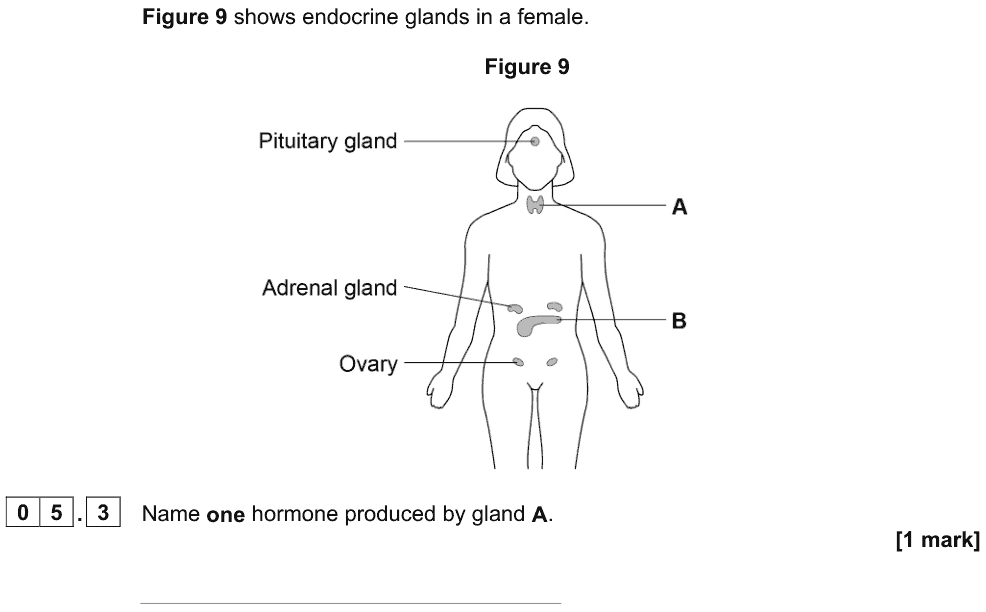 Figure 9 shows endocrine glands in a female.
Figure 9
Pituitary gland
A
Adrenal gland
B
Ovary
0 5 . 3 Name one hormone produced by gland A.
[1 mark]